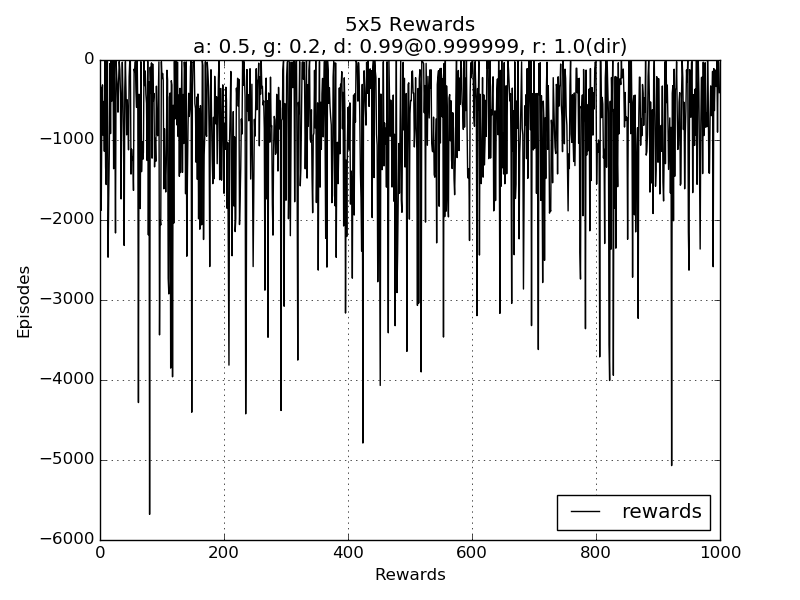 5x5 Rewards
a: 0.5, g: 0.2, d: 0.99@0.999999, r: 1.0(dir)
0
−1000
−2000
−3000
−4000
−5000
−6000
Episodes
rewards
0 200 400 600 800 1000
Rewards